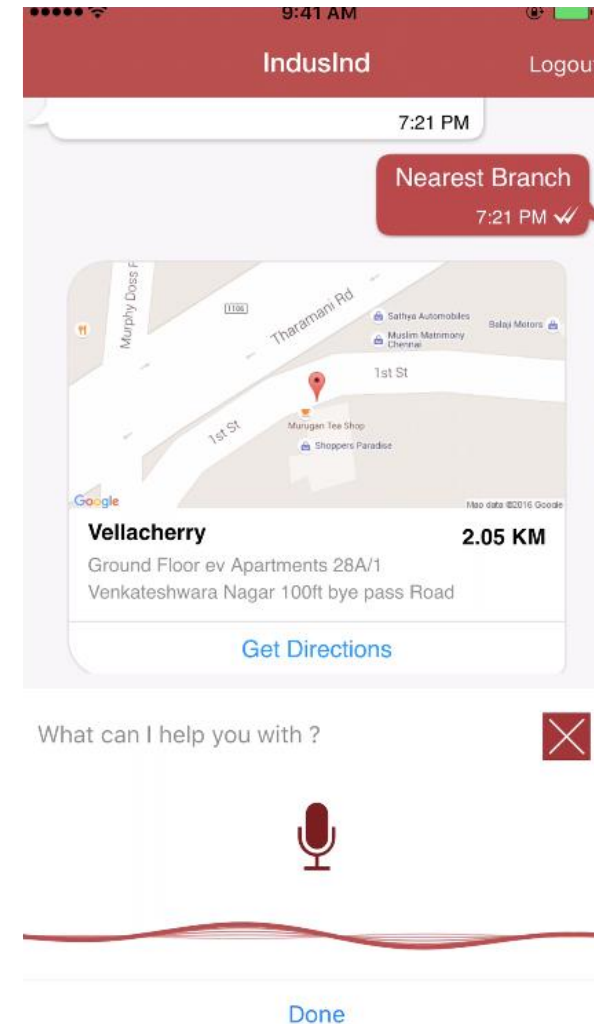 9:41 AM
IndusInd
Logou
7:21 PM
Nearest Branch
7:21 PM
Murphy Doss
1106
Tharamani Rd
Sathya Automobiles
Balaji Motors
Muslim Matrimony
Chennai
1st St
1st St
Murugan Tea Shop
Shoppers Paradise
Google
Map data ©2016 Google
Vellacherry
2.05 KM
Ground Floor ev Apartments 28A/1
Venkateshwara Nagar 100ft bye pass Road
Get Directions
What can I help you with ?
Done